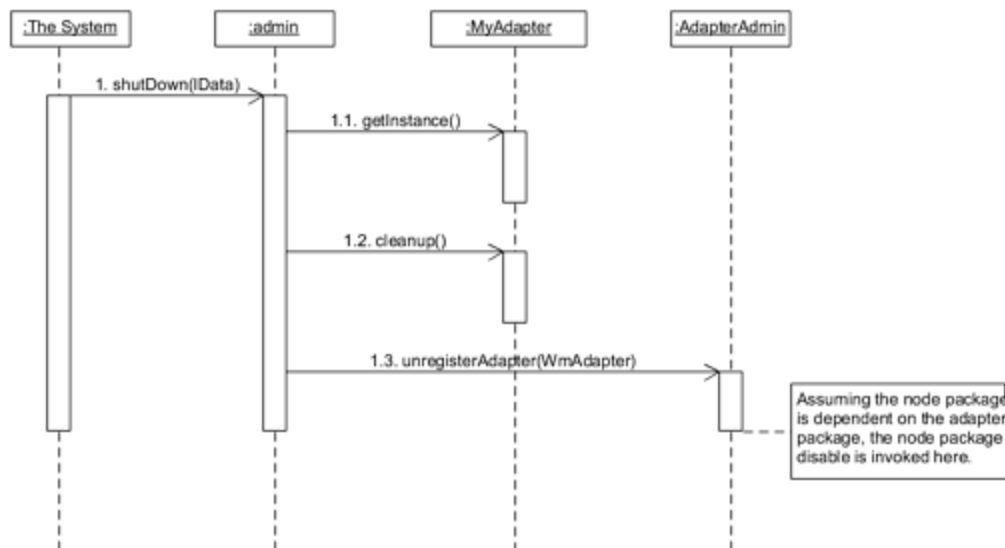 :The System
:admin
:MyAdapter
:AdapterAdmin
1. shutDown(IData)
1.1. getInstance()
1.2. cleanup()
1.3. unregisterAdapter(WmAdapter)
Assuming the node package
is dependent on the adapter
package, the node package
disable is invoked here.